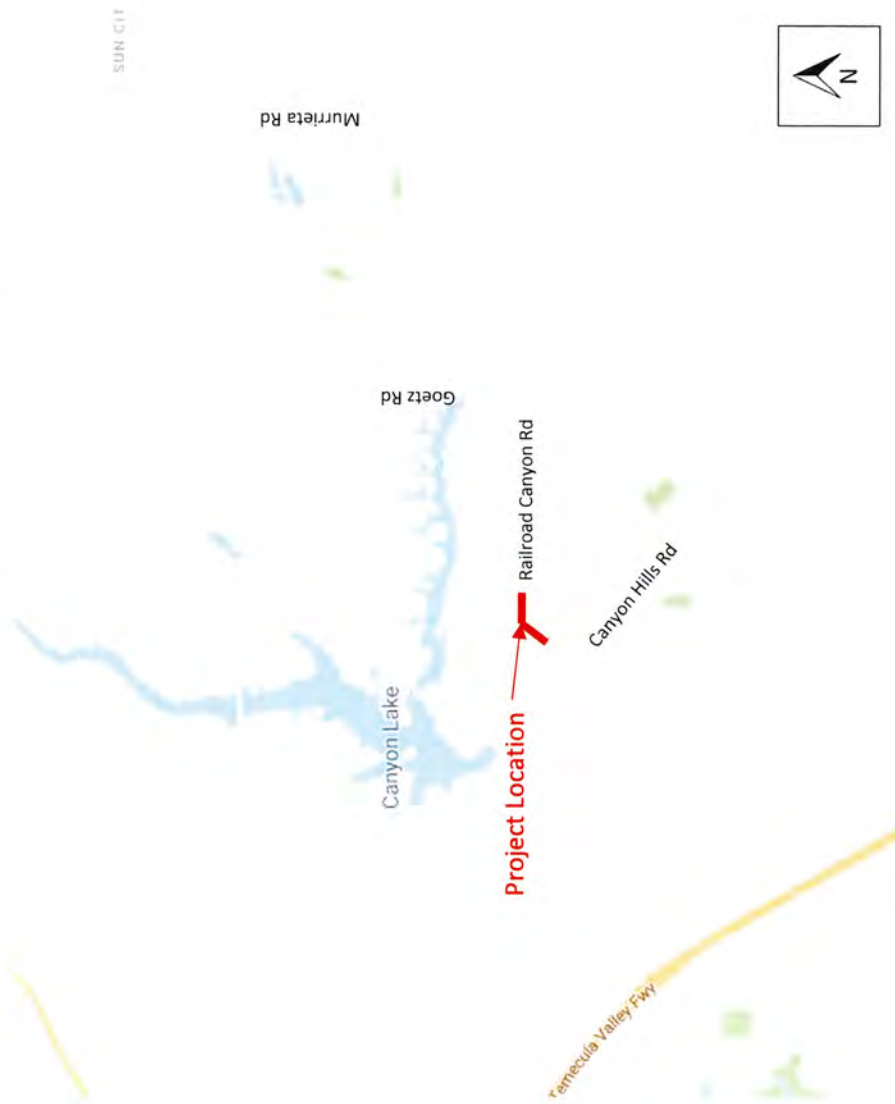 SUN CIT
Murrieta Rd
Goetz Rd
Railroad Canyon Rd
Canyon Hills Rd
Canyon Lake
Project Location
Temecula Valley Fwy
N